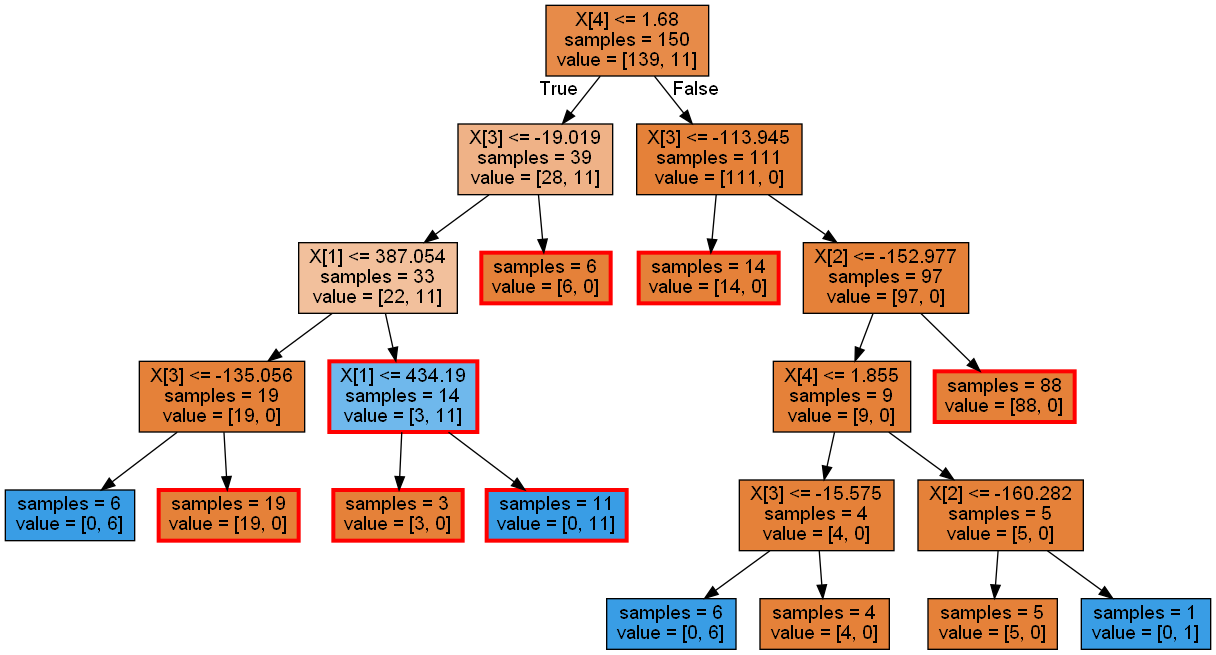 X[4] <= 1.68
samples = 150
value = [139, 11]
True
False
X[3] <= -19.019
samples = 39
value = [28, 11]
X[3] <= -113.945
samples = 111
value = [111, 0]
X[1] <= 387.054
samples = 33
value = [22, 11]
samples = 6
value = [6, 0]
samples = 14
value = [14, 0]
X[2] <= -152.977
samples = 97
value = [97, 0]
X[3] <= -135.056
samples = 19
value = [19, 0]
X[1] <= 434.19
samples = 14
value = [3, 11]
X[4] <= 1.855
samples = 9
value = [9, 0]
samples = 88
value = [88, 0]
samples = 6
value = [0, 6]
samples = 19
value = [19, 0]
samples = 3
value = [3, 0]
samples = 11
value = [0, 11]
X[3] <= -15.575
samples = 4
value = [4, 0]
X[2] <= -160.282
samples = 5
value = [5, 0]
samples = 6
value = [0, 6]
samples = 4
value = [4, 0]
samples = 5
value = [5, 0]
samples = 1
value = [0, 1]